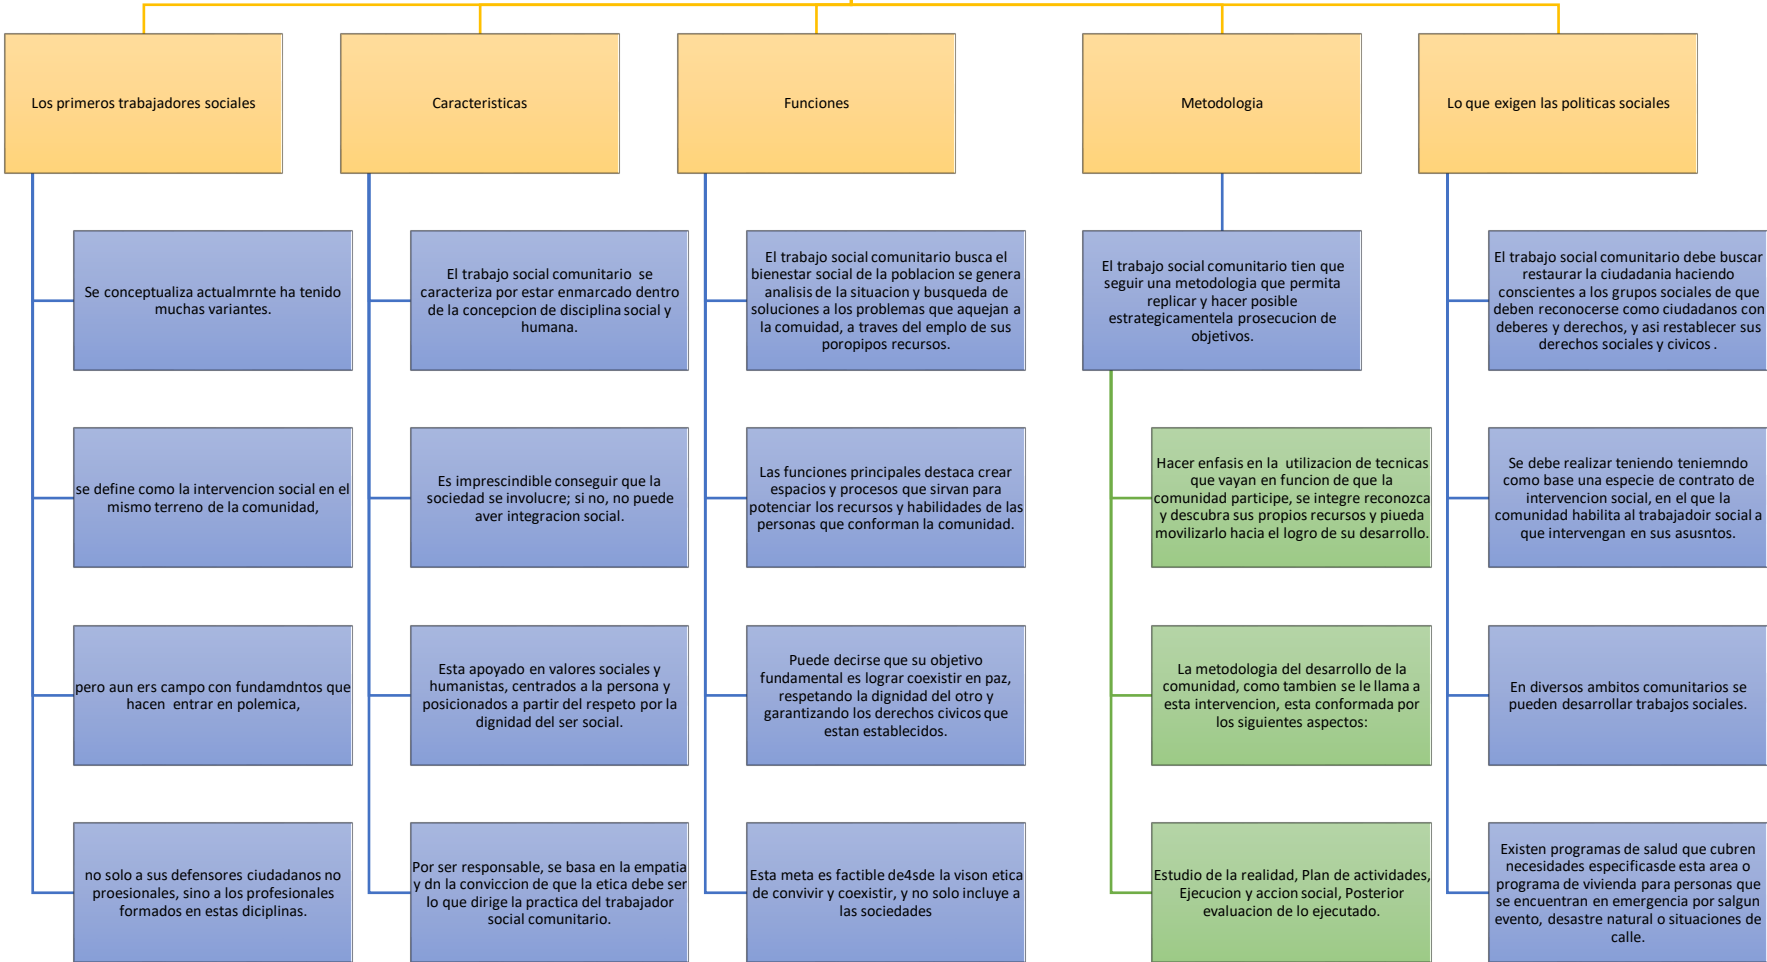 Los primeros trabajadores sociales
Caracteristicas
Funciones
Metodologia
Lo que exigen las politicas sociales
Se conceptualiza actualmrnte ha tenido
muchas variantes.
se define como la intervencion social en el
mismo terreno de la comunidad,
pero aun ers campo con fundamdntos que
hacen entrar en polemica,
no solo a sus defensores ciudadanos no
proesionales, sino a los profesionales
formados en estas diciplinas.
El trabajo social comunitario se
caracteriza por estar enmarcado dentro
de la concepcion de disciplina social y
humana.
Es imprescindible conseguir que la
sociedad se involucre; si no, no puede
aver integracion social.
Esta apoyado en valores sociales y
humanistas, centrados a la persona y
posicionados a partir del respeto por la
dignidad del ser social.
Por ser responsable, se basa en la empatia
y dn la conviccion de que la etica debe ser
lo que dirige la practica del trabajador
social comunitario.
El trabajo social comunitario busca el
bienestar social de la poblacion se genera
analisis de la situacion y busqueda de
soluciones a los problemas que aquejan a
la comuidad, a traves del emplo de sus
poropipos recursos.
Las funciones principales destaca crear
espacios y procesos que sirvan para
potenciar los recursos y habilidades de las
personas que conforman la comunidad.
Puede decirse que su objetivo
fundamental es lograr coexistir en paz,
respetando la dignidad del otro y
garantizando los derechos civicos que
estan establecidos.
Esta meta es factible de4sde la vison etica
de convivir y coexistir, y no solo incluye a
las sociedades
El trabajo social comunitario tien que
seguir una metodologia que permita
replicar y hacer posible
estrategicamentela prosecucion de
objetivos.
Hacer enfasis en la utilizacion de tecnicas
que vayan en funcion de que la
comunidad participe, se integre reconozca
y descubra sus propios recursos y piueda
movilizarlo hacia el logro de su desarrollo.
La metodologia del desarrollo de la
comunidad, como tambien se le llama a
esta intervencion, esta conformada por
los siguientes aspectos:
Estudio de la realidad, Plan de actividades,
Ejecucion y accion social, Posterior
evaluacion de lo ejecutado.
El trabajo social comunitario debe buscar
restaurar la ciudadania haciendo
conscientes a los grupos sociales de que
deben reconocerse como ciudadanos con
deberes y derechos, y asi restablecer sus
derechos sociales y civicos .
Se debe realizar teniendo teniemndo
como base una especie de contrato de
intervencion social, en el que la
comunidad habilita al trabajadoir social a
que intervengan en sus asusntos.
En diversos ambitos comunitarios se
pueden desarrollar trabajos sociales.
Existen programas de salud que cubren
necesidades especificasde esta area o
programa de vivienda para personas que
se encuentran en emergencia por salgun
evento, desastre natural o situaciones de
calle.